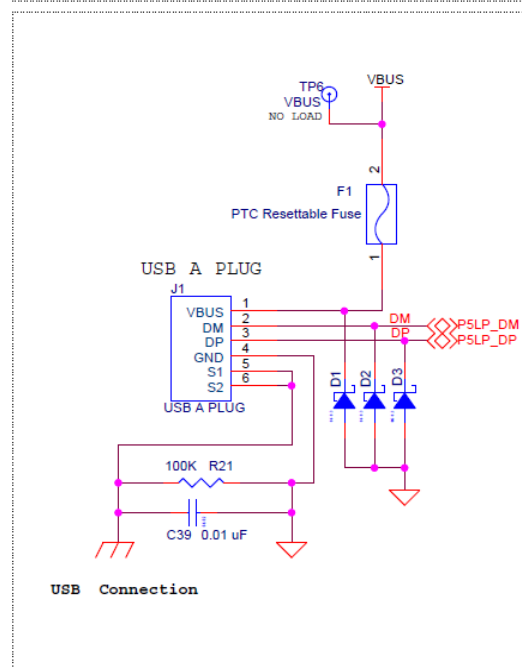 TP6
VBUS
VBUS
NO LOAD
2
F1
PTC Resettable Fuse
1
USB A PLUG
J1
VBUS 1
DM 2
DP 3
GND 4
S1 5
S2 6
USB A PLUG
DM P5LP_DM
DP P5LP_DP
D1 D2 D3
100K R21
C39 0.01 uF
USB Connection